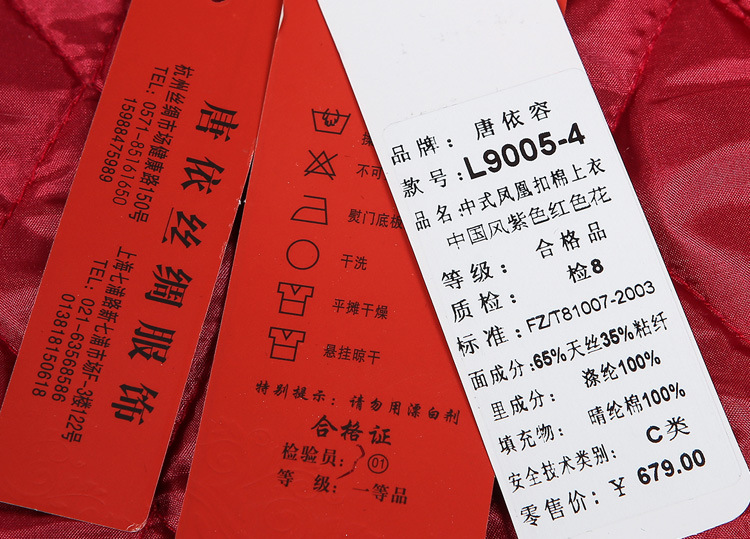 唐依丝绸服饰
杭州丝绸市场健康路150号
TEL: 0571-85161650
15988475989
上海七浦路新七浦市场F-3楼122号
TEL: 021-63568586
013818150618
不可
熨门底板
干洗
平摊干燥
悬挂晾干
特别提示: 请勿用漂白剂
合格证
检验员: 01
等 级: 一等品
品牌: 唐依容
款号: L9005-4
品名: 中式凤凰扣棉上衣
中国风紫色红色花
等级: 合格品
质检: 检8
标准: FZ/T81007-2003
面成分: 65%天丝35%粘纤
里成分: 涤纶100%
填充物: 晴纶棉100%
安全技术类别: C类
零售价: ¥ 679.00